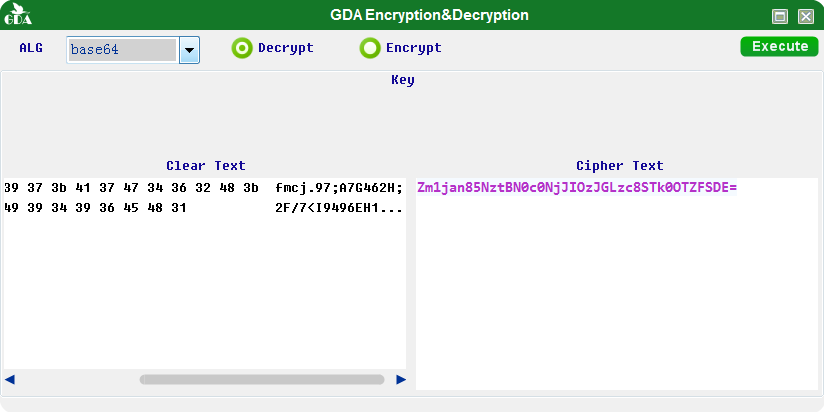 GDA
GDA Encryption&Decryption
ALG base64 Decrypt Encrypt Execute
Key
Clear Text
39 37 3b 41 37 47 34 36 32 48 3b fmcj.97;A7G462H;
49 39 34 39 36 45 48 31 2F/7<I9496EH1...
Cipher Text
Zm1jan85NztBN0c0NjJIOzJGLzc8STk0OTZFSDE=